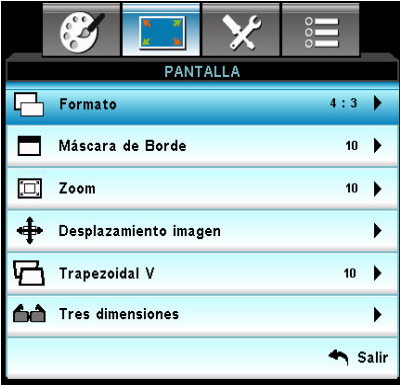 PANTALLA
Formato 4 : 3
Máscara de Borde 10
Zoom 10
Desplazamiento imagen
Trapezoidal V 10
Tres dimensiones
Salir